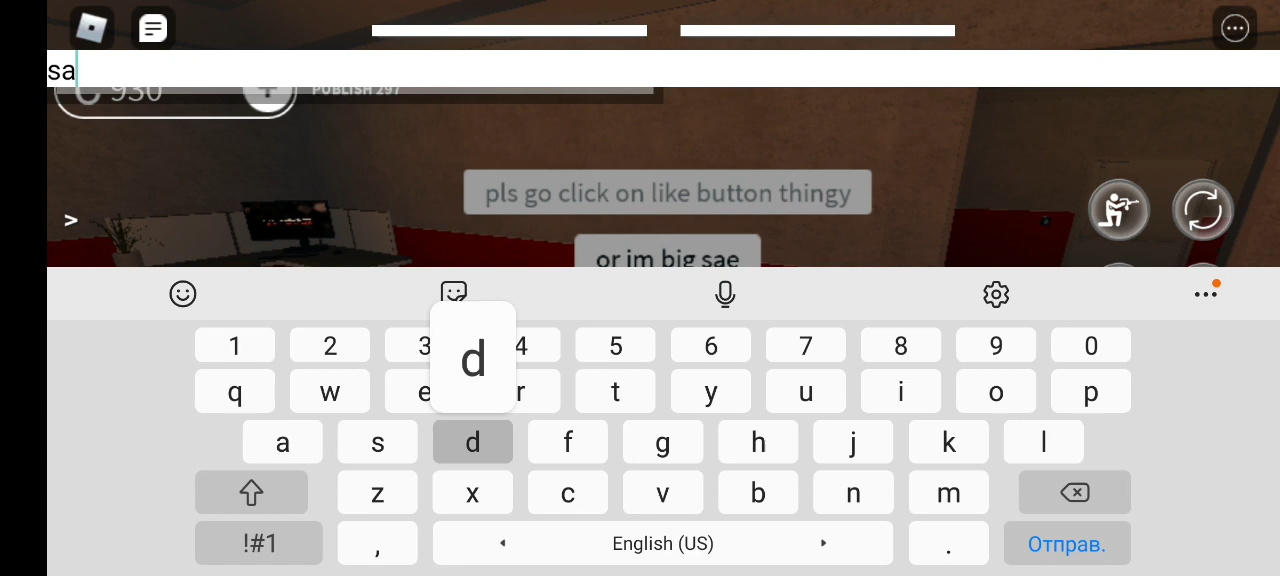 sa
930
PUBLISH 297
pls go click on like button thingy
>
or im big sae
d
1 2 3 4 5 6 7 8 9 0
q w e r t y u i o p
a s d f g h j k l
z x c v b n m
!#1 , English (US) . Отправ.